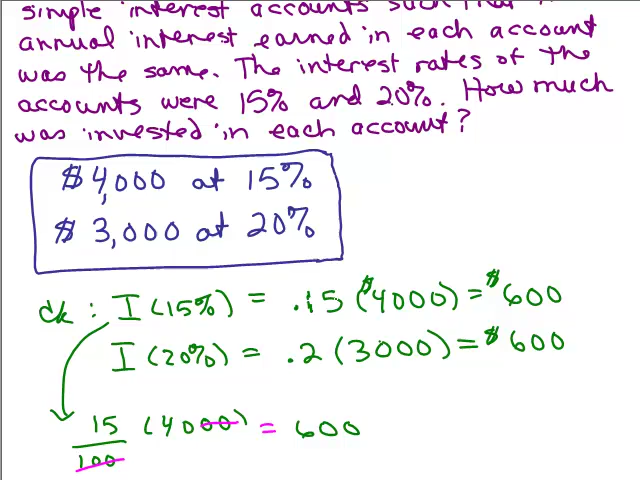 simple interest accounts such that
annual interest earned in each account
was the same. The interest rates of the
accounts were 15% and 20%. How much
was invested in each account?
$4,000 at 15%
$3,000 at 20%
ck: I(15%) = .15($4000) = $600
I(20%) = .2(3000) = $600
15/100 (4000) = 600